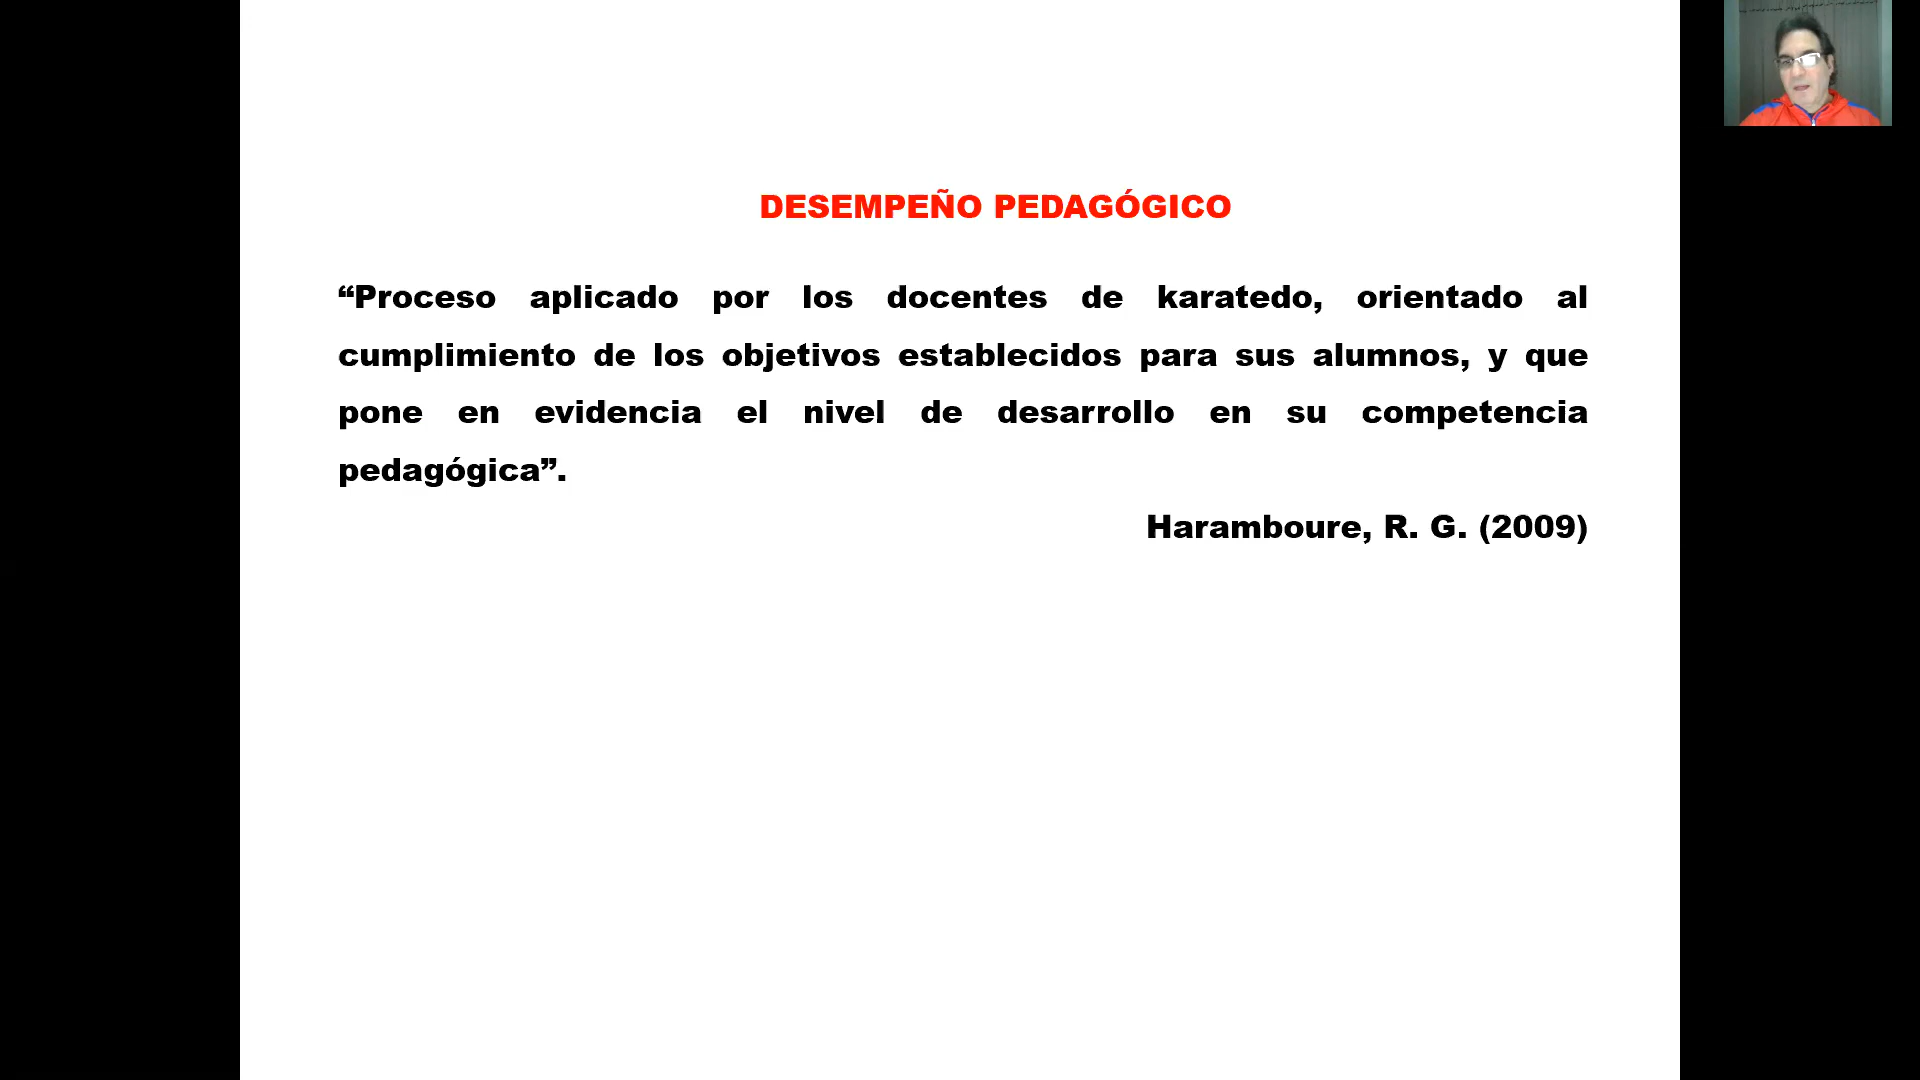 DESEMPEÑO PEDAGÓGICO
“Proceso aplicado por los docentes de karatedo, orientado al
cumplimiento de los objetivos establecidos para sus alumnos, y que
pone en evidencia el nivel de desarrollo en su competencia
pedagógica”.
Haramboure, R. G. (2009)